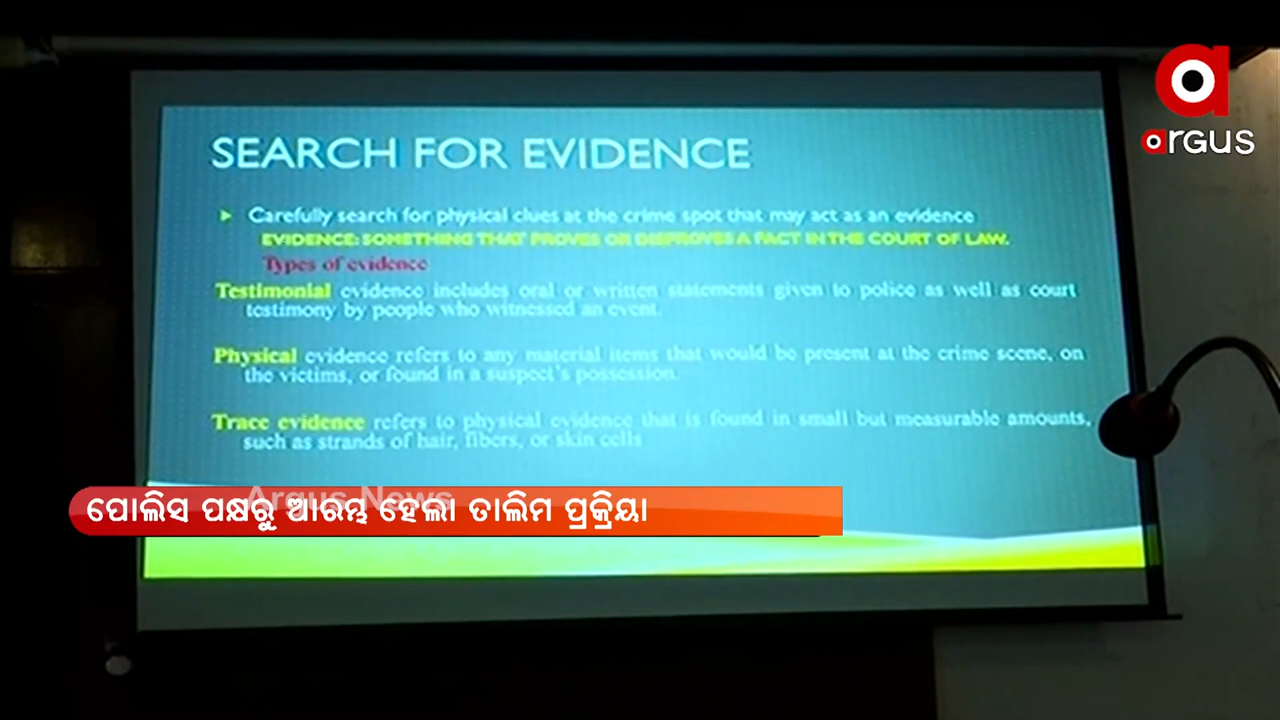 argus
SEARCH FOR EVIDENCE
Carefully search for physical clues at the crime spot that may act as an evidence
EVIDENCE: SOMETHING THAT PROVES OR DISPROVES A FACT IN THE COURT OF LAW.
Types of evidence
Testimonial evidence includes oral or written statements given to police as well as court
testimony by people who witnessed an event.
Physical evidence refers to any material items that would be present at the crime scene, on
the victims, or found in a suspect's possession.
Trace evidence refers to physical evidence that is found in small but measurable amounts,
such as strands of hair, fibers, or skin cells
Argus News
ପୋଲିସ ପକ୍ଷରୁ ଆରମ୍ଭ ହେଲା ତାଲିମ ପ୍ରକ୍ରିୟା